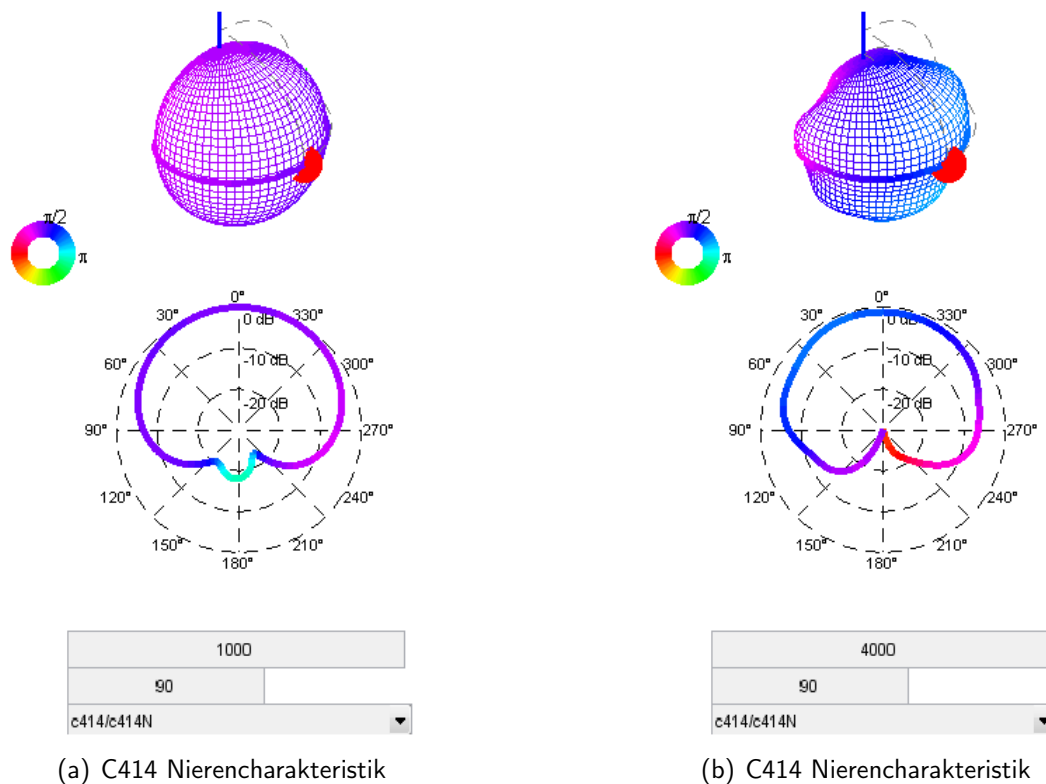 π/2
π
0°
30°
330°
0 dB
60°
300°
-10 dB
-20 dB
90°
270°
120°
240°
150°
210°
180°
1000
90
c414/c414N
(a) C414 Nierencharakteristik
π/2
π
0°
30°
330°
0 dB
60°
300°
-10 dB
-20 dB
90°
270°
120°
240°
150°
210°
180°
4000
90
c414/c414N
(b) C414 Nierencharakteristik